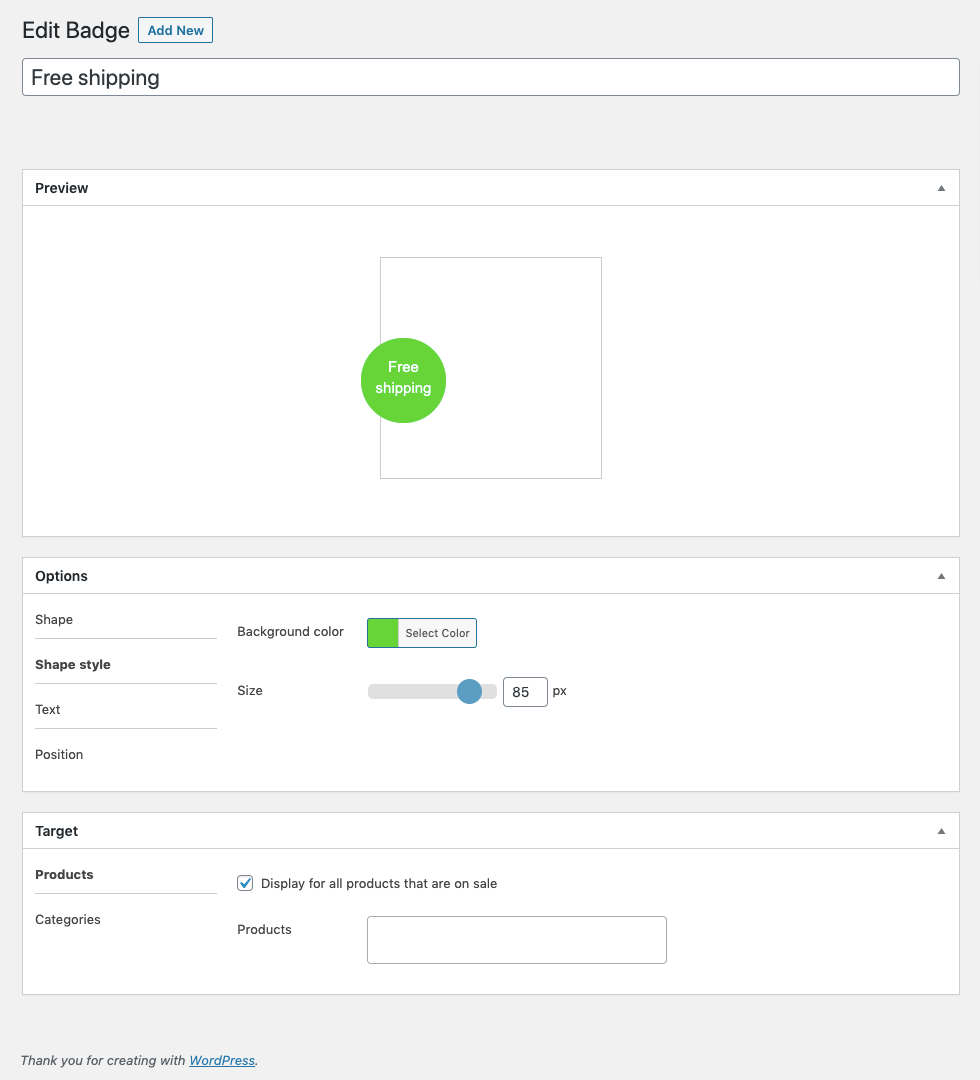 Edit Badge Add New
Free shipping
Preview
Free
shipping
Options
Shape
Shape style
Text
Position
Background color Select Color
Size 85 px
Target
Products
Categories
Display for all products that are on sale
Products
Thank you for creating with WordPress.